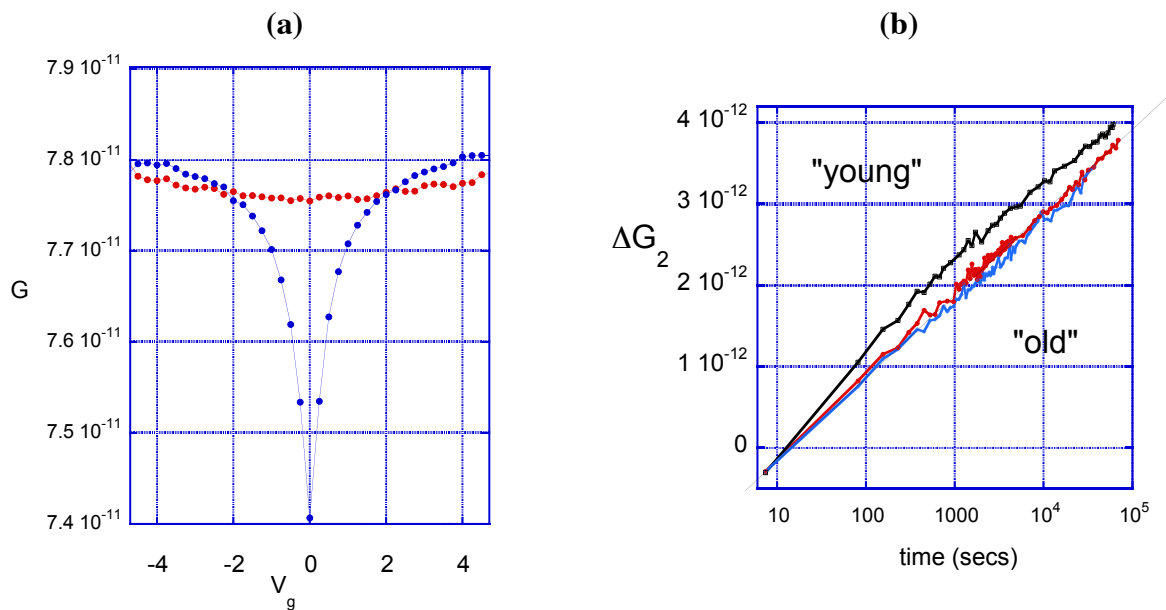 (a)
(b)
7.9 10⁻¹¹
7.8 10⁻¹¹
7.7 10⁻¹¹
G
7.6 10⁻¹¹
7.5 10⁻¹¹
7.4 10⁻¹¹
-4 -2 0 2 4
V_g
4 10⁻¹²
"young"
3 10⁻¹²
ΔG₂
2 10⁻¹²
"old"
1 10⁻¹²
0
10 100 1000 10⁴ 10⁵
time (secs)